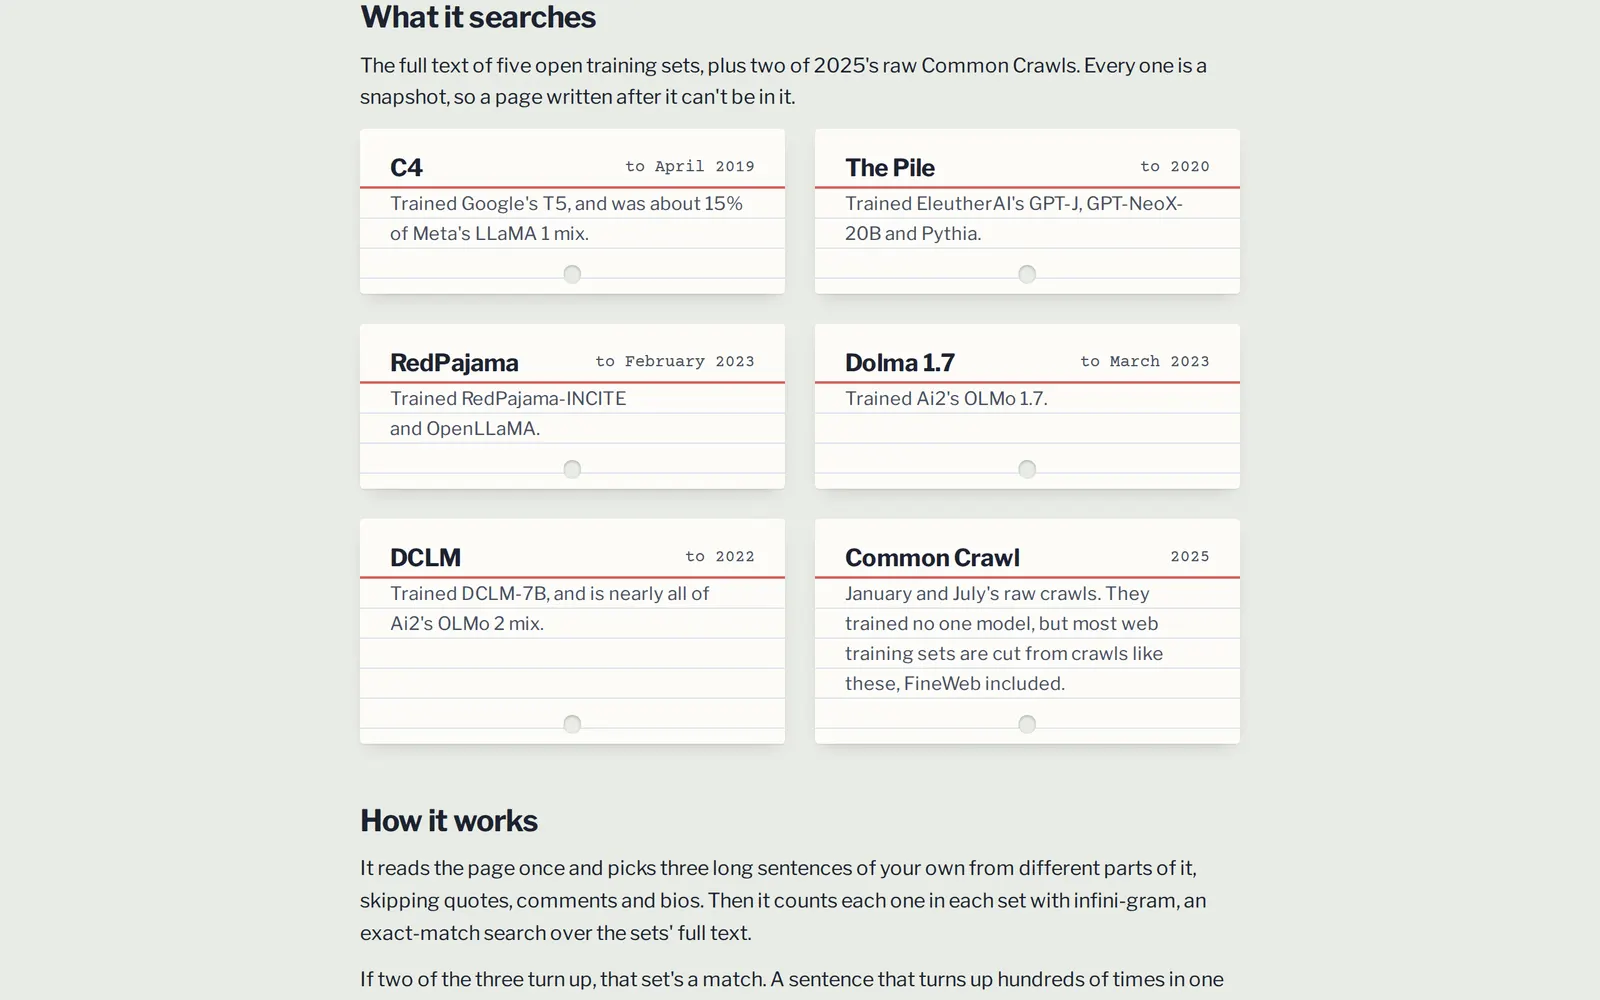 What it searches
The full text of five open training sets, plus two of 2025's raw Common Crawls. Every one is a
snapshot, so a page written after it can't be in it.
C4
to April 2019
Trained Google's T5, and was about 15%
of Meta's LLaMA 1 mix.
The Pile
to 2020
Trained EleutherAI's GPT-J, GPT-NeoX-
20B and Pythia.
RedPajama
to February 2023
Trained RedPajama-INCITE
and OpenLLaMA.
Dolma 1.7
to March 2023
Trained Ai2's OLMo 1.7.
DCLM
to 2022
Trained DCLM-7B, and is nearly all of
Ai2's OLMo 2 mix.
Common Crawl
2025
January and July's raw crawls. They
trained no one model, but most web
training sets are cut from crawls like
these, FineWeb included.
How it works
It reads the page once and picks three long sentences of your own from different parts of it,
skipping quotes, comments and bios. Then it counts each one in each set with infini-gram, an
exact-match search over the sets' full text.
If two of the three turn up, that set's a match. A sentence that turns up hundreds of times in one